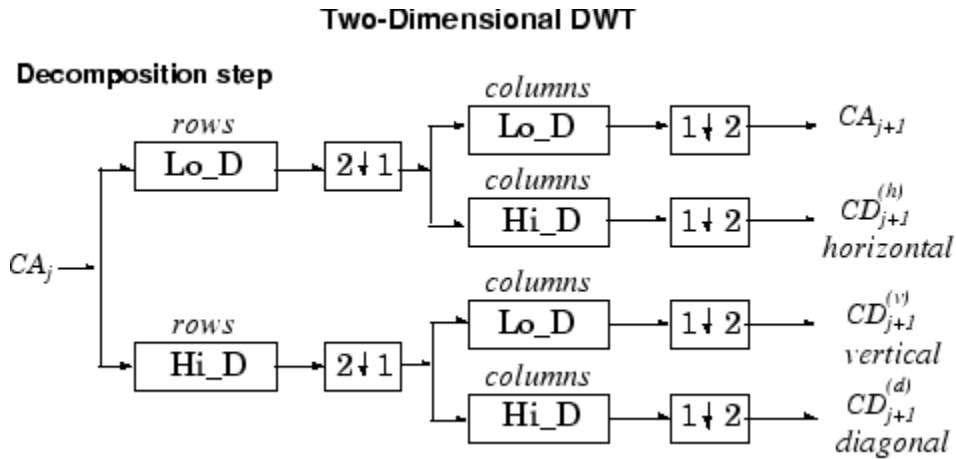 Two-Dimensional DWT
Decomposition step
columns
rows
Lo_D
1↓2
CA_{j+1}
Lo_D
2↓1
columns
Hi_D
1↓2
CD_{j+1}^{(h)}
horizontal
CA_j
columns
rows
Lo_D
1↓2
CD_{j+1}^{(v)}
vertical
Hi_D
2↓1
columns
Hi_D
1↓2
CD_{j+1}^{(d)}
diagonal